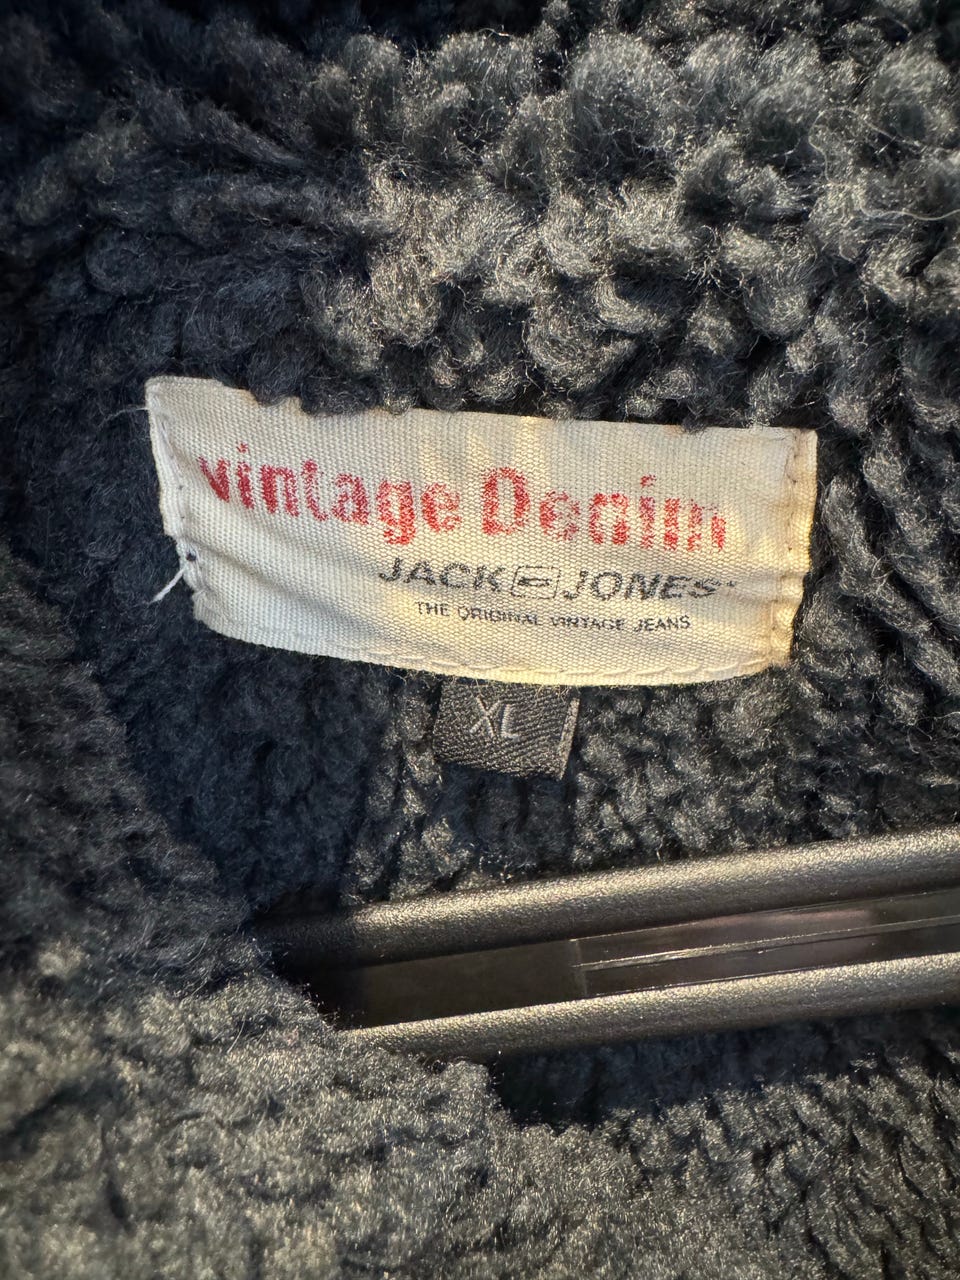 vintage Denim
JACK JONES
THE ORIGINAL VINTAGE JEANS
XL